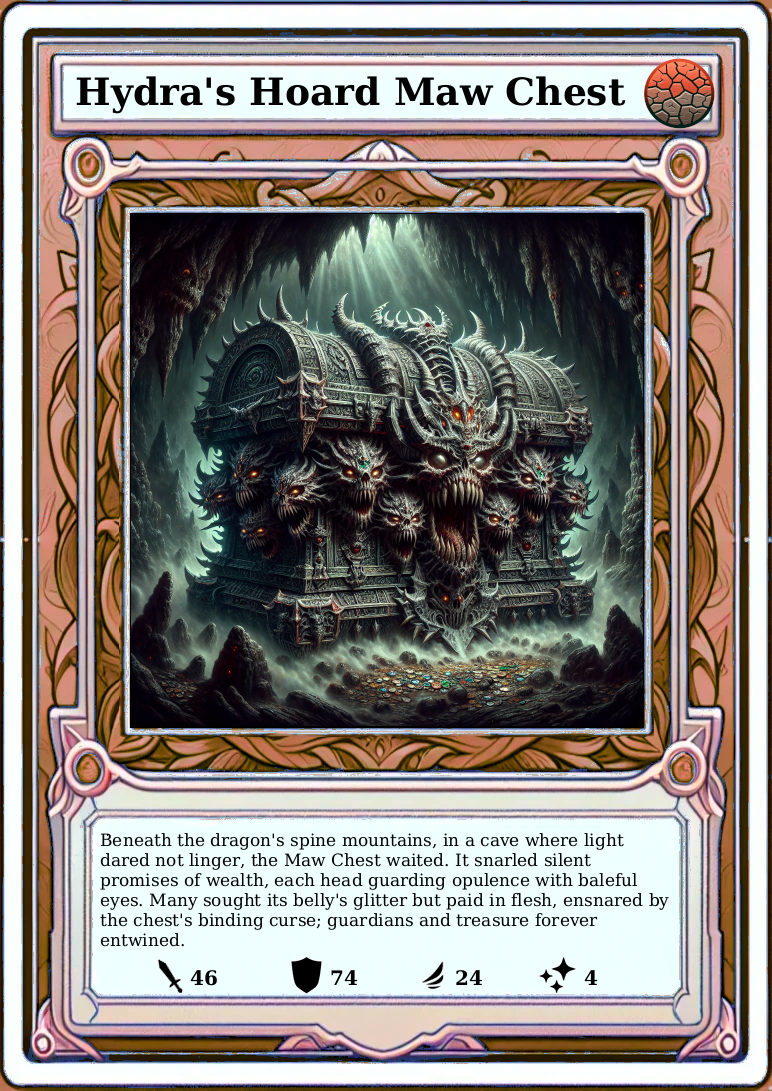 Hydra's Hoard Maw Chest
Beneath the dragon's spine mountains, in a cave where light
dared not linger, the Maw Chest waited. It snarled silent
promises of wealth, each head guarding opulence with baleful
eyes. Many sought its belly's glitter but paid in flesh, ensnared by
the chest's binding curse; guardians and treasure forever
entwined.
46 74 24 4